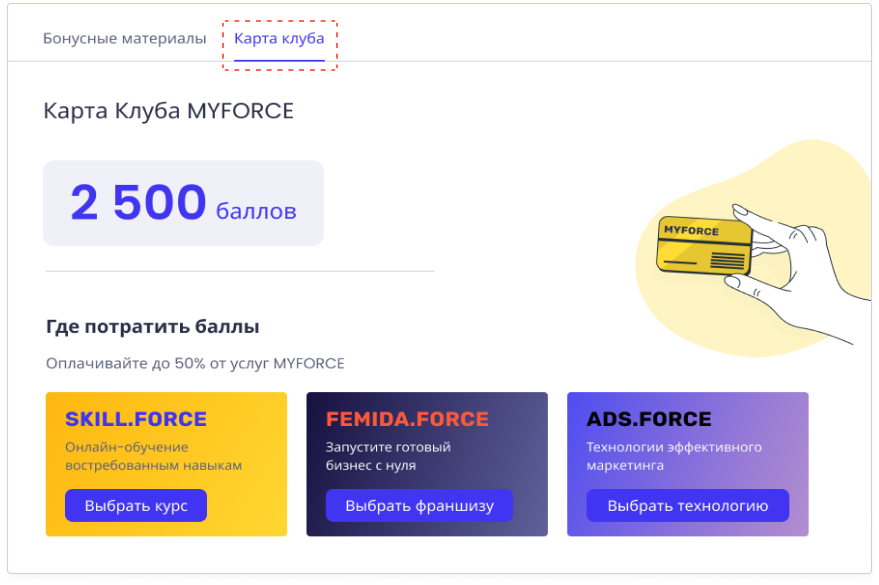 Бонусные материалы
Карта клуба
Карта Клуба MYFORCE
2 500 баллов
MYFORCE
Где потратить баллы
Оплачивайте до 50% от услуг MYFORCE
SKILL.FORCE
Онлайн-обучение
востребованным навыкам
Выбрать курс
FEMIDA.FORCE
Запустите готовый
бизнес с нуля
Выбрать франшизу
ADS.FORCE
Технологии эффективного
маркетинга
Выбрать технологию